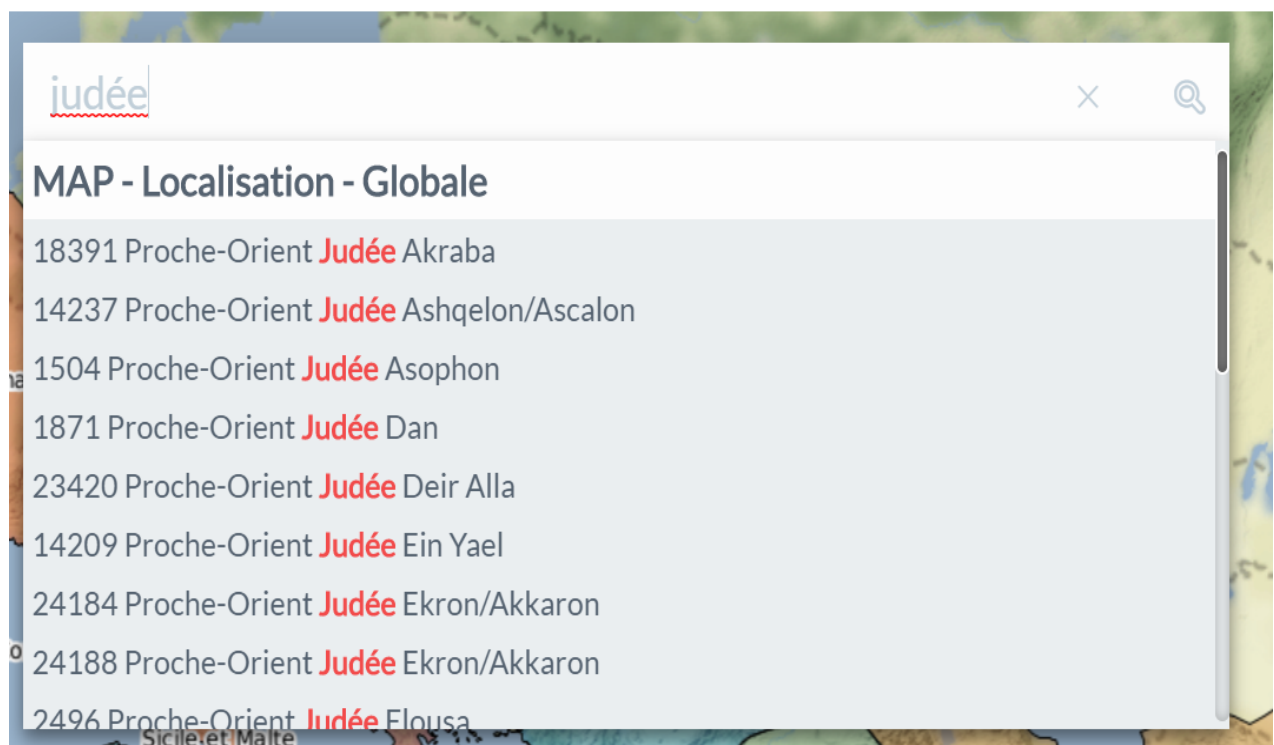 judée
MAP - Localisation - Globale
18391 Proche-Orient Judée Akraba
14237 Proche-Orient Judée Ashqelon/Ascalon
1504 Proche-Orient Judée Asophon
1871 Proche-Orient Judée Dan
23420 Proche-Orient Judée Deir Alla
14209 Proche-Orient Judée Ein Yael
24184 Proche-Orient Judée Ekron/Akkaron
24188 Proche-Orient Judée Ekron/Akkaron
2496 Proche-Orient Judée Elousa
Sicile et Malte